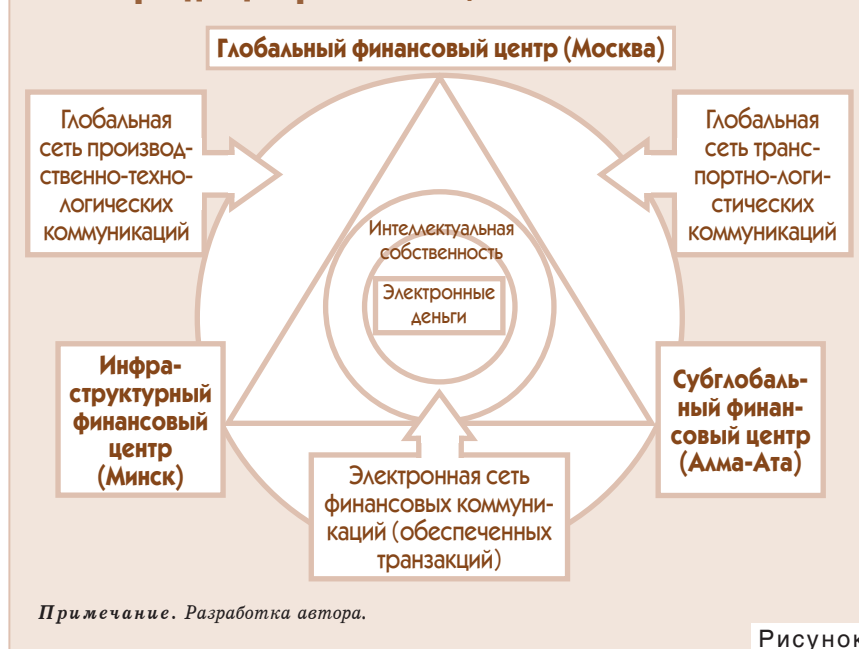 Глобальный финансовый центр (Москва)
Глобальная
сеть производ-
ственно-техно-
логических
коммуникаций
Глобальная
сеть транс-
портно-логи-
стических
коммуникаций
Интеллектуальная
собственность
Электронные
деньги
Инфра-
структурный
финансовый
центр
(Минск)
Субглобаль-
ный финан-
совый центр
(Алма-Ата)
Электронная сеть
финансовых коммуни-
каций (обеспеченных
транзакций)
Примечание. Разработка автора.
Рисунок